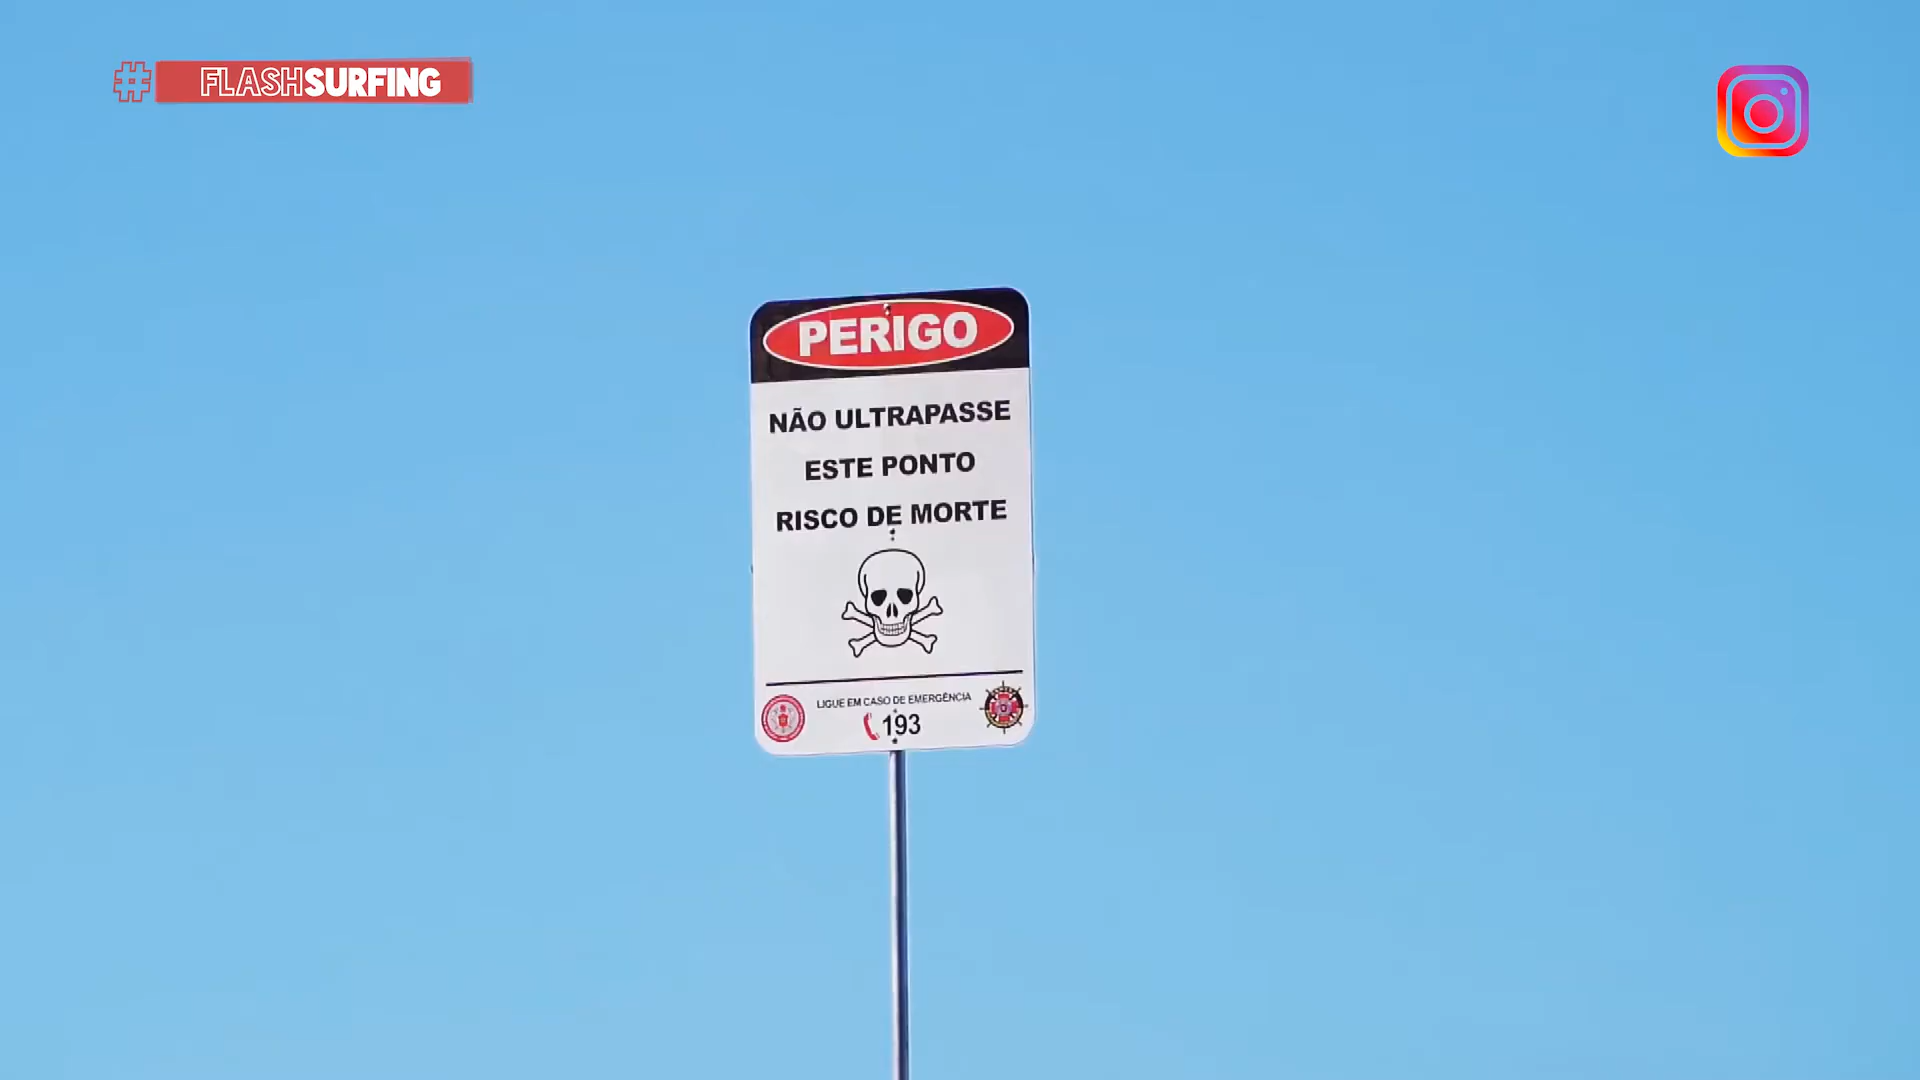 # FLASHSURFING
PERIGO
NÃO ULTRAPASSE
ESTE PONTO
RISCO DE MORTE
LIGUE EM CASO DE EMERGÊNCIA
193